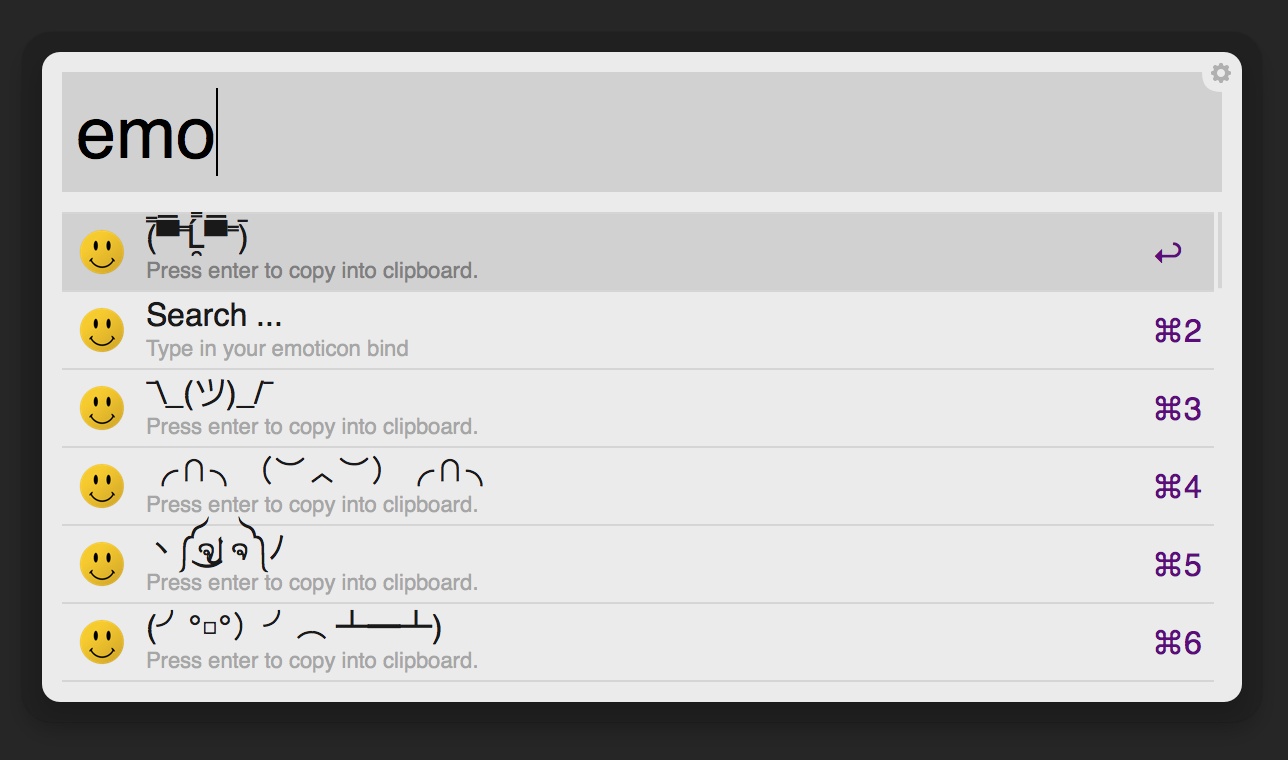 emo
( ͇̿▀͇̿ ̿Ĺ̯ ̿▀͇̿ ̿)̄
Press enter to copy into clipboard.
Search ...
Type in your emoticon bind
⌘2
¯\_(ツ)_/¯
Press enter to copy into clipboard.
⌘3
╭∩╮（︶︿︶）╭∩╮
Press enter to copy into clipboard.
⌘4
ヽ༼ຈل͜ຈ༽ﾉ
Press enter to copy into clipboard.
⌘5
(╯°□°）╯︵ ┻━┻)
Press enter to copy into clipboard.
⌘6